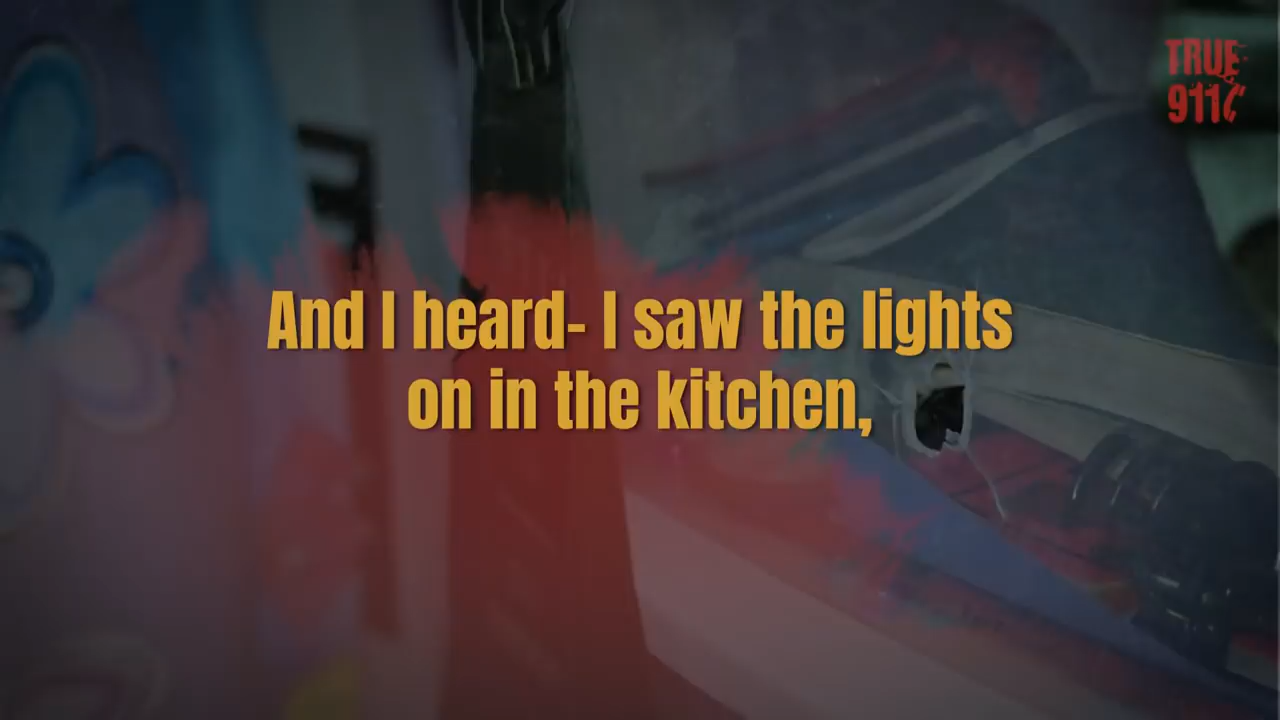 TRUE
911
And I heard- I saw the lights
on in the kitchen,